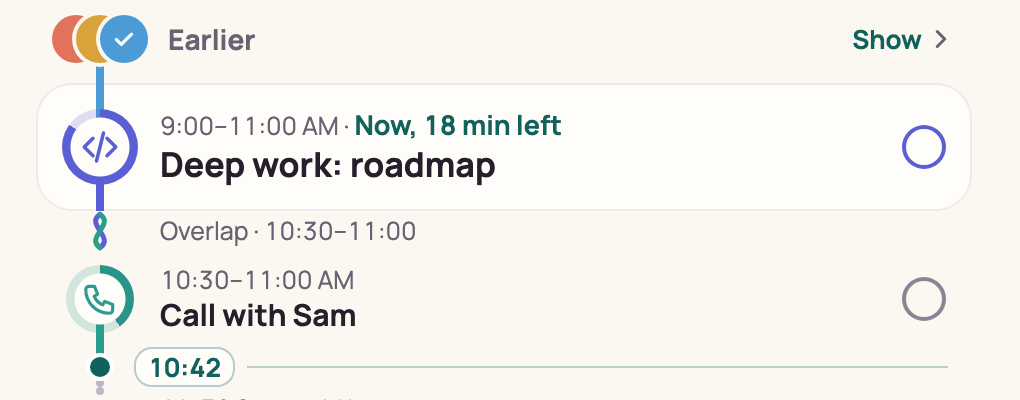 Earlier
Show
9:00–11:00 AM · Now, 18 min left
Deep work: roadmap
Overlap · 10:30–11:00
10:30–11:00 AM
Call with Sam
10:42